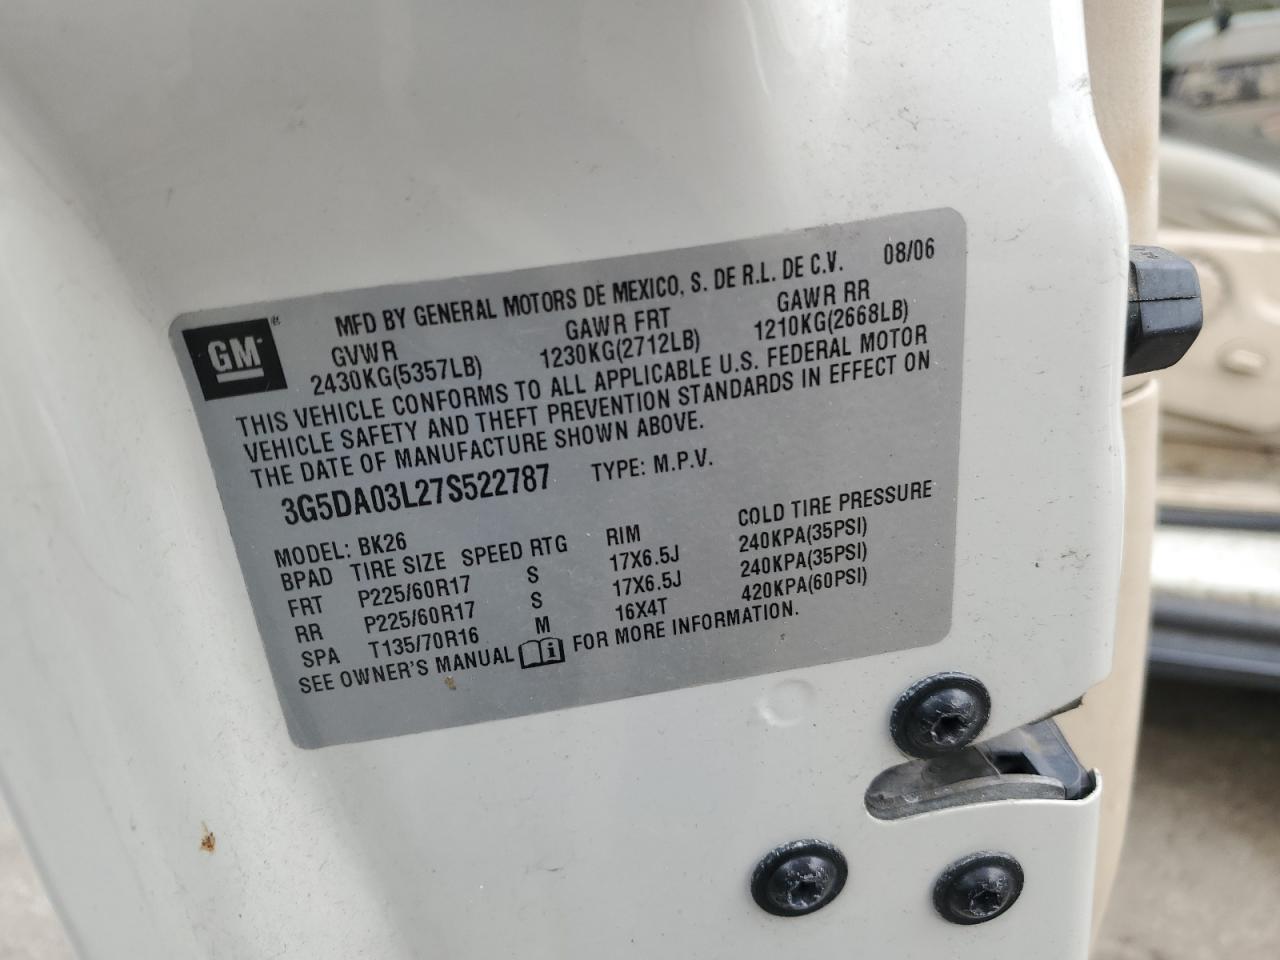 GM
MFD BY GENERAL MOTORS DE MEXICO, S. DE R.L. DE C.V. 08/06
GVWR GAWR FRT GAWR RR
2430KG(5357LB) 1230KG(2712LB) 1210KG(2668LB)
THIS VEHICLE CONFORMS TO ALL APPLICABLE U.S. FEDERAL MOTOR
VEHICLE SAFETY AND THEFT PREVENTION STANDARDS IN EFFECT ON
THE DATE OF MANUFACTURE SHOWN ABOVE.
3G5DA03L27S522787 TYPE: M.P.V.
MODEL: BK26
BPAD TIRE SIZE SPEED RTG RIM COLD TIRE PRESSURE
FRT P225/60R17 S 17X6.5J 240KPA(35PSI)
RR P225/60R17 S 17X6.5J 240KPA(35PSI)
SPA T135/70R16 M 16X4T 420KPA(60PSI)
SEE OWNER'S MANUAL FOR MORE INFORMATION.